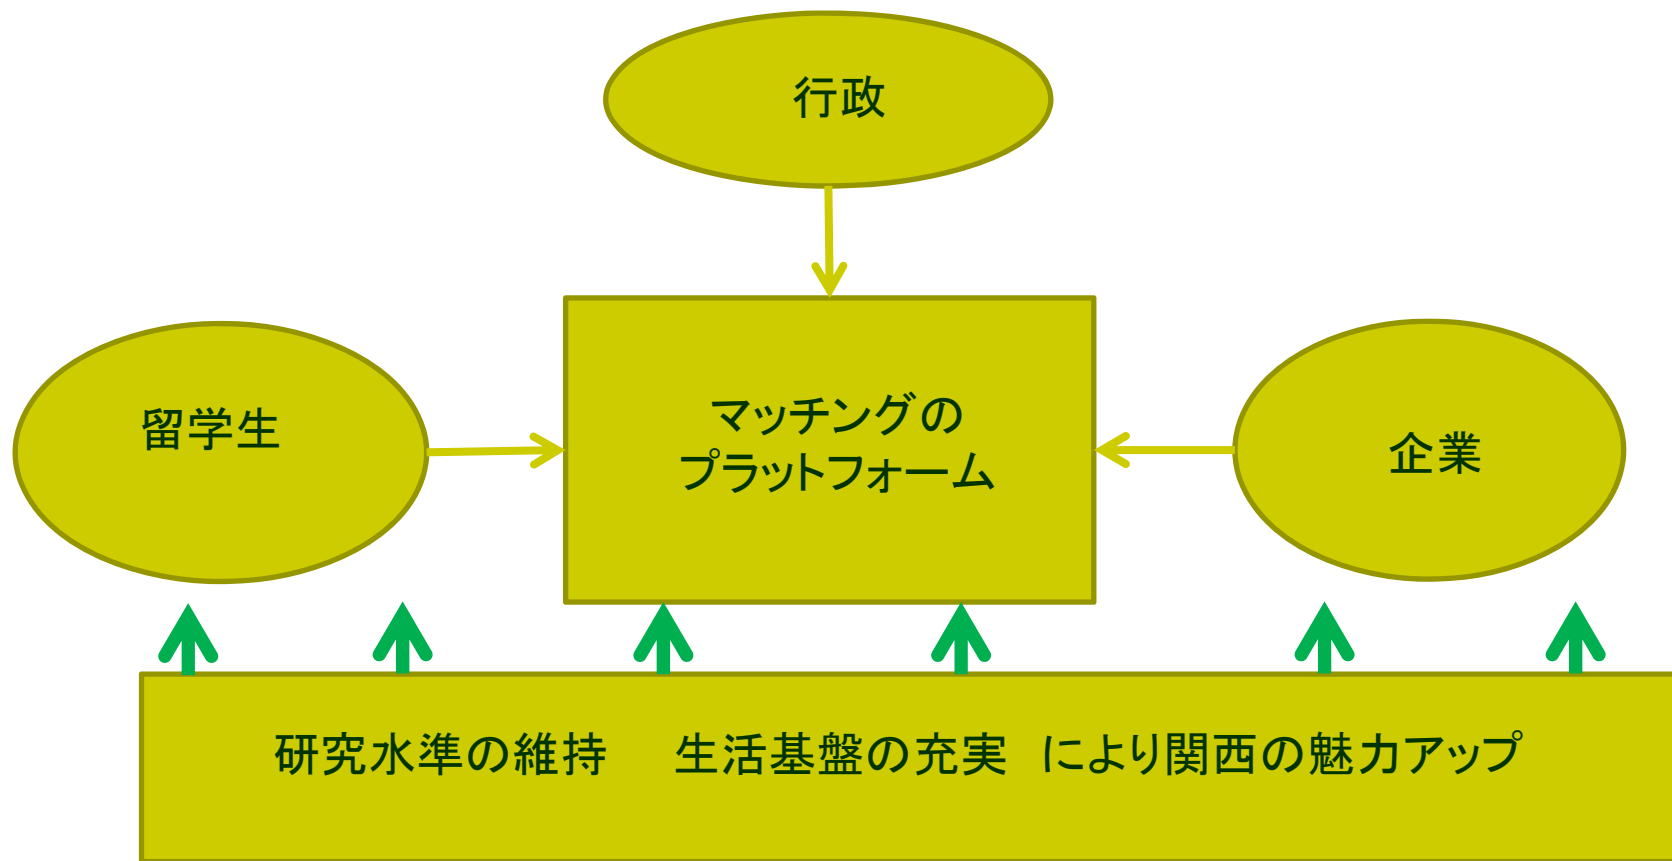 行政
留学生
マッチングの
プラットフォーム
企業
研究水準の維持　生活基盤の充実 により関西の魅力アップ